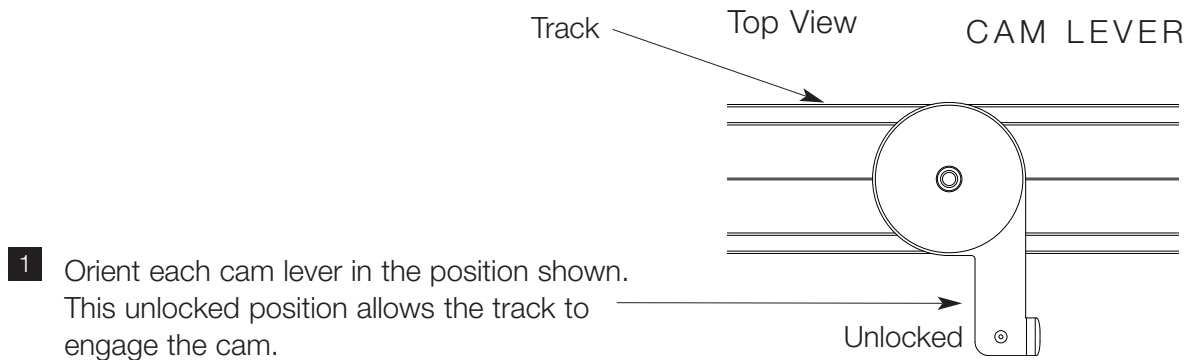 Track
Top View
CAM LEVER
1
Orient each cam lever in the position shown.
This unlocked position allows the track to
engage the cam.
Unlocked